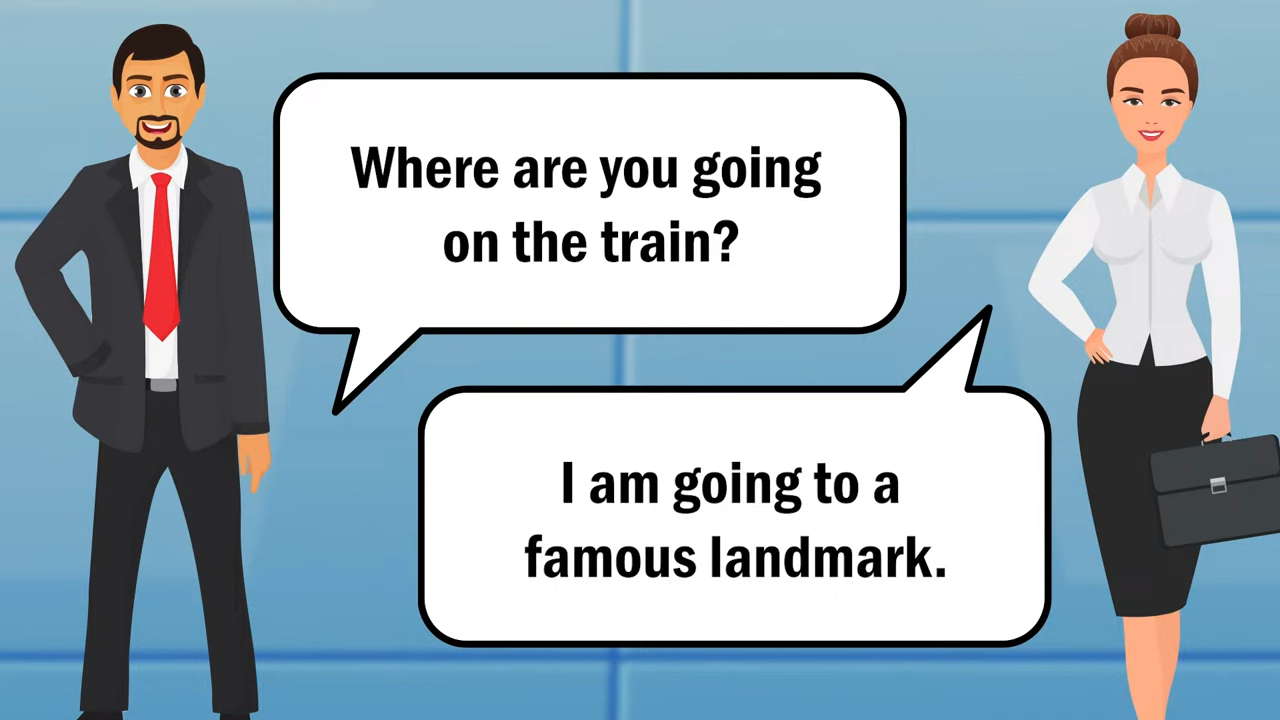 Where are you going
on the train?
I am going to a
famous landmark.